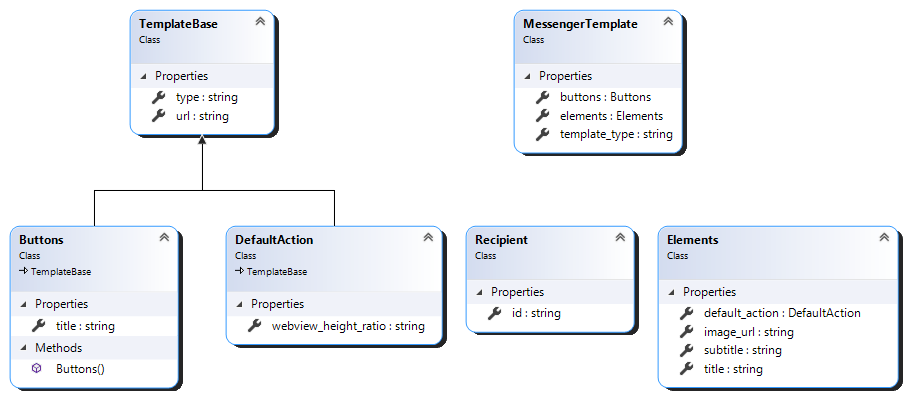 TemplateBase
Class
Properties
type : string
url : string
MessengerTemplate
Class
Properties
buttons : Buttons
elements : Elements
template_type : string
Buttons
Class
TemplateBase
Properties
title : string
Methods
Buttons()
DefaultAction
Class
TemplateBase
Properties
webview_height_ratio : string
Recipient
Class
Properties
id : string
Elements
Class
Properties
default_action : DefaultAction
image_url : string
subtitle : string
title : string